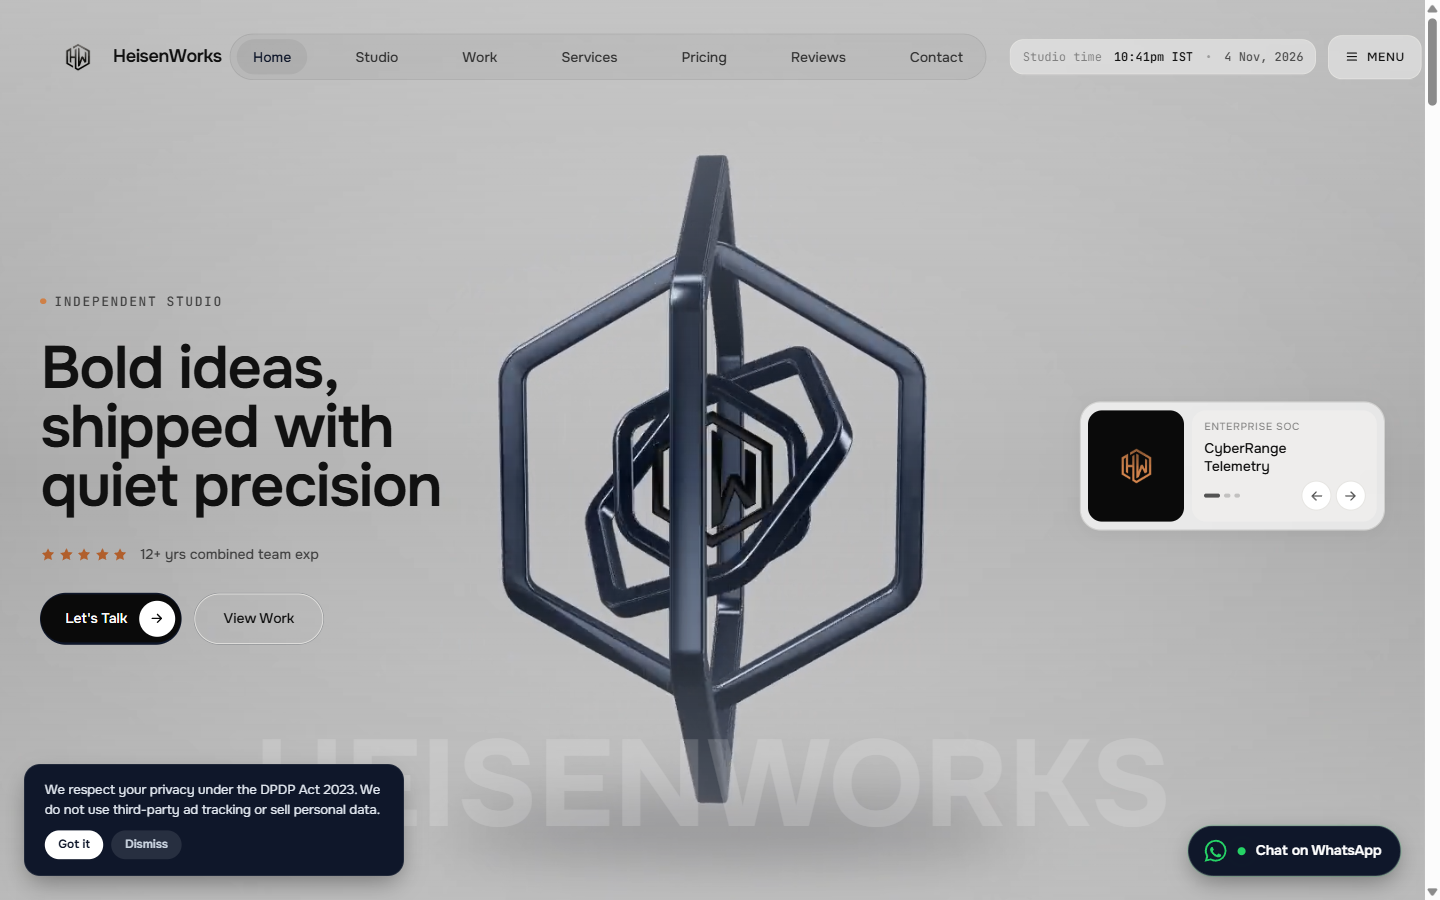 HeisenWorks
Home
Studio
Work
Services
Pricing
Reviews
Contact
Studio time 10:41pm IST • 4 Nov, 2026
MENU
INDEPENDENT STUDIO
Bold ideas,
shipped with
quiet precision
12+ yrs combined team exp
Let's Talk
View Work
HW
HW
HW
ENTERPRISE SOC
CyberRange
Telemetry
HEISENWORKS
We respect your privacy under the DPDP Act 2023. We
do not use third-party ad tracking or sell personal data.
Got it
Dismiss
Chat on WhatsApp